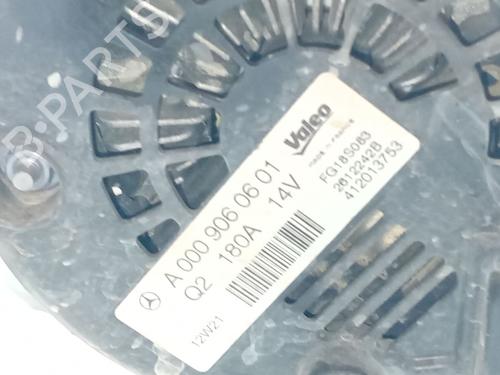 B-PARTS
A 000 906 06 01
Q2 180A 14V
12W21
Valeo
MADE IN FRANCE
FG18S083
2612242B
412013753